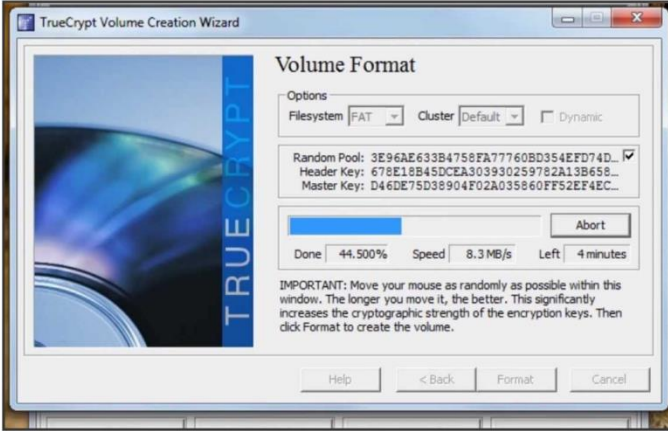 TrueCrypt Volume Creation Wizard
TRUECRYPT
Volume Format
Options
Filesystem FAT Cluster Default Dynamic
Random Pool: 3E96AE633B4758FA77760BD354EFD74D...
Header Key: 678E18B45DCEA303930259782A13B658...
Master Key: D46DE75D38904F02A035860FF52EF4EC...
Abort
Done 44.500% Speed 8.3 MB/s Left 4 minutes
IMPORTANT: Move your mouse as randomly as possible within this
window. The longer you move it, the better. This significantly
increases the cryptographic strength of the encryption keys. Then
click Format to create the volume.
Help < Back Format Cancel